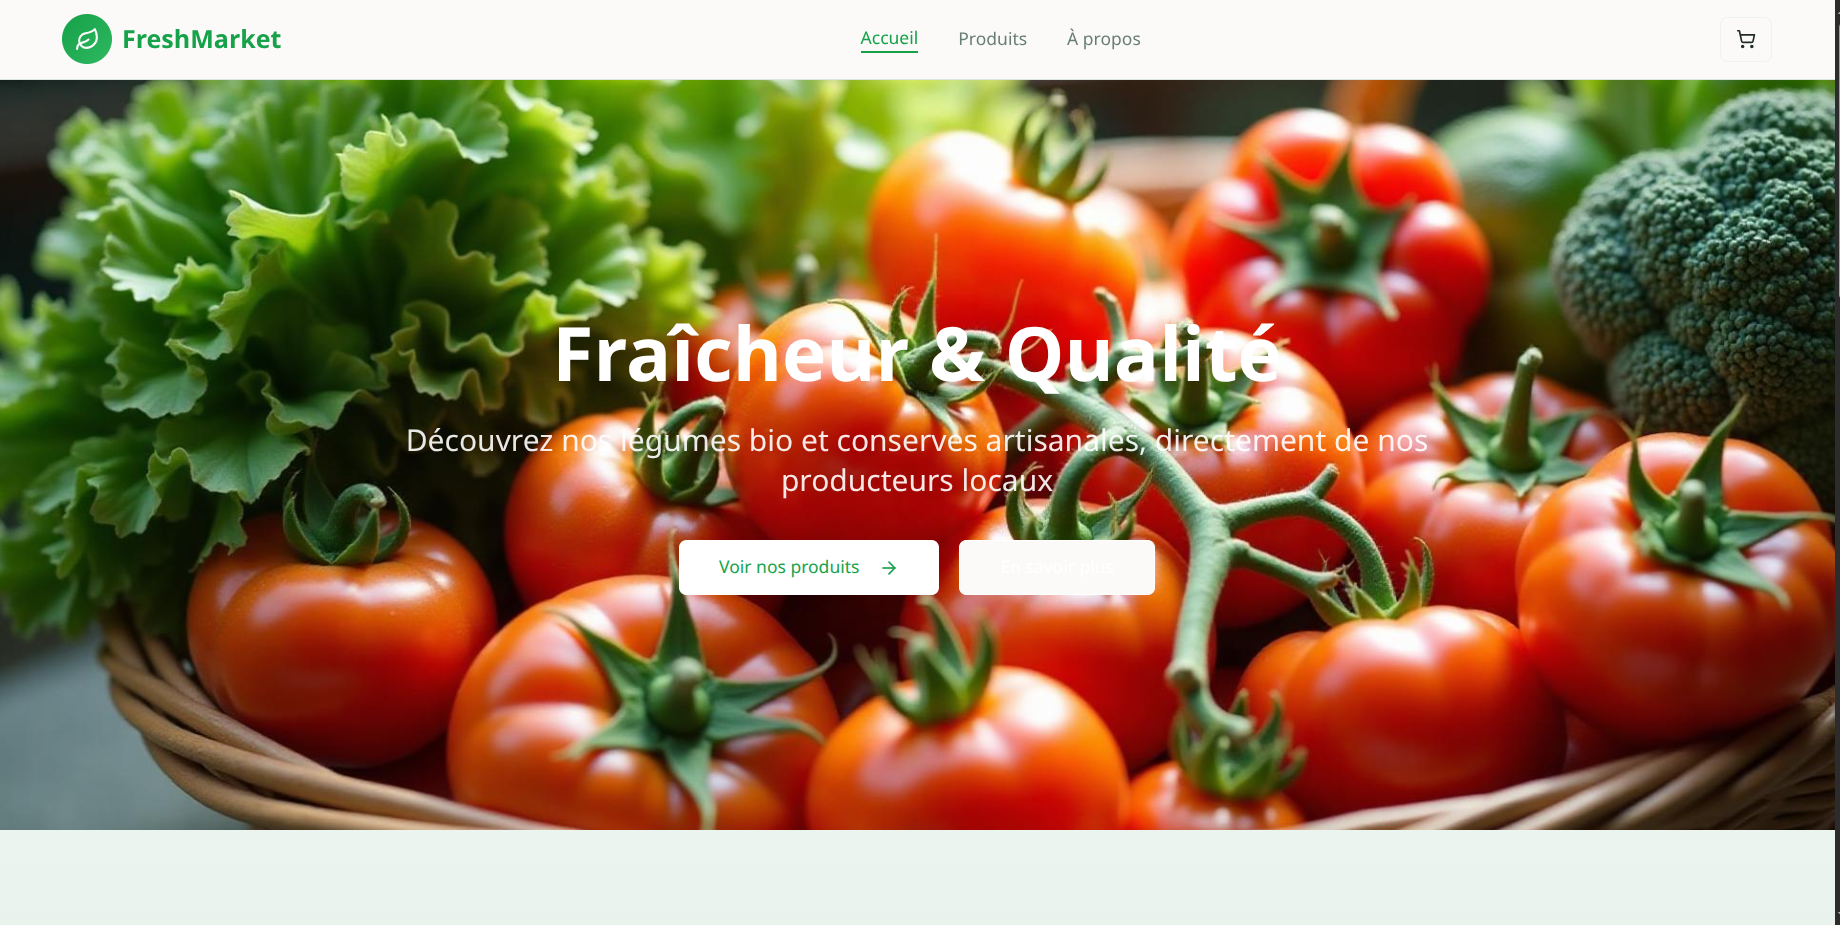 FreshMarket
Accueil
Produits
À propos
Fraîcheur & Qualité
Découvrez nos légumes bio et conserves artisanales, directement de nos
producteurs locaux
Voir nos produits
En savoir plus